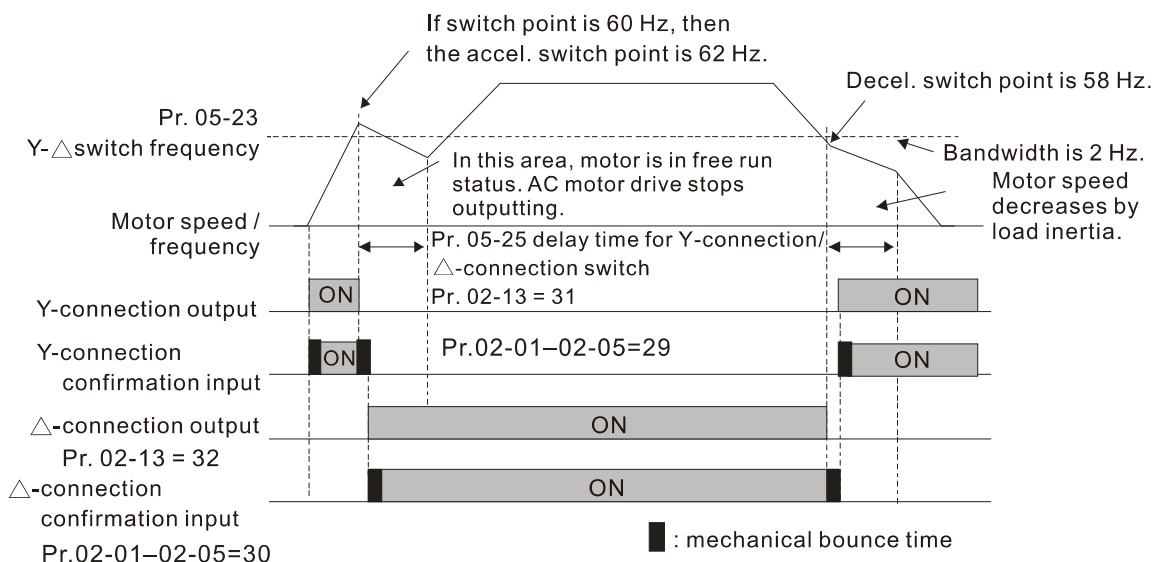 If switch point is 60 Hz, then
the accel. switch point is 62 Hz.
Decel. switch point is 58 Hz.
Pr. 05-23
Y-△switch frequency
In this area, motor is in free run
status. AC motor drive stops
outputting.
Bandwidth is 2 Hz.
Motor speed
decreases by
load inertia.
Motor speed /
frequency
Pr. 05-25 delay time for Y-connection/
△-connection switch
Pr. 02-13 = 31
Y-connection output
ON
ON
Y-connection
confirmation input
ON
Pr.02-01–02-05=29
ON
△-connection output
Pr. 02-13 = 32
ON
△-connection
confirmation input
Pr.02-01–02-05=30
ON
: mechanical bounce time